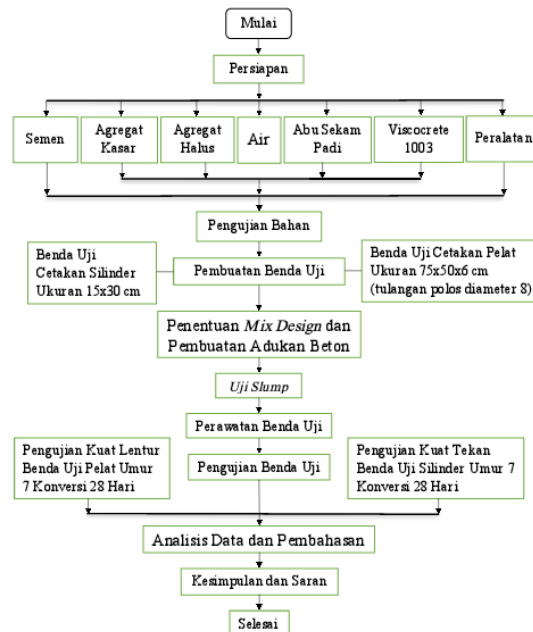 Mulai
Persiapan
Semen
Agregat
Kasar
Agregat
Halus
Air
Abu Sekam
Padi
Viscocrete
1003
Peralatan
Pengujian Bahan
Benda Uji
Cetakan Silinder
Ukuran 15x30 cm
Pembuatan Benda Uji
Benda Uji Cetakan Pelat
Ukuran 75x50x6 cm
(tulangan polos diameter 8)
Penentuan Mix Design dan
Pembuatan Adukan Beton
Uji Slump
Perawatan Benda Uji
Pengujian Kuat Lentur
Benda Uji Pelat Umur
7 Konversi 28 Hari
Pengujian Benda Uji
Pengujian Kuat Tekan
Benda Uji Silinder Umur 7
Konversi 28 Hari
Analisis Data dan Pembahasan
Kesimpulan dan Saran
Selesai